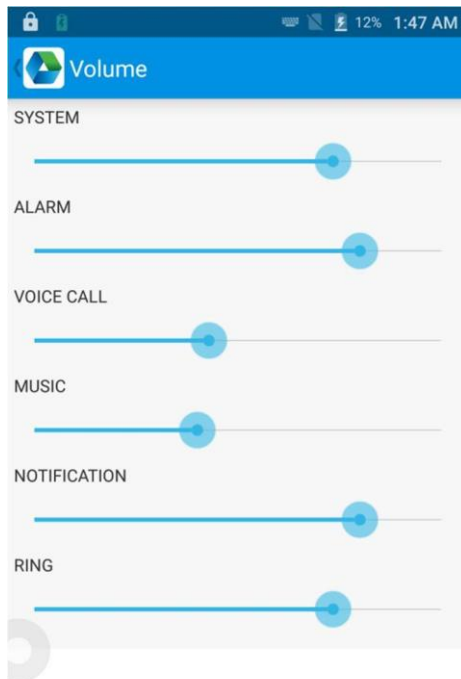 12% 1:47 AM
Volume
SYSTEM
ALARM
VOICE CALL
MUSIC
NOTIFICATION
RING